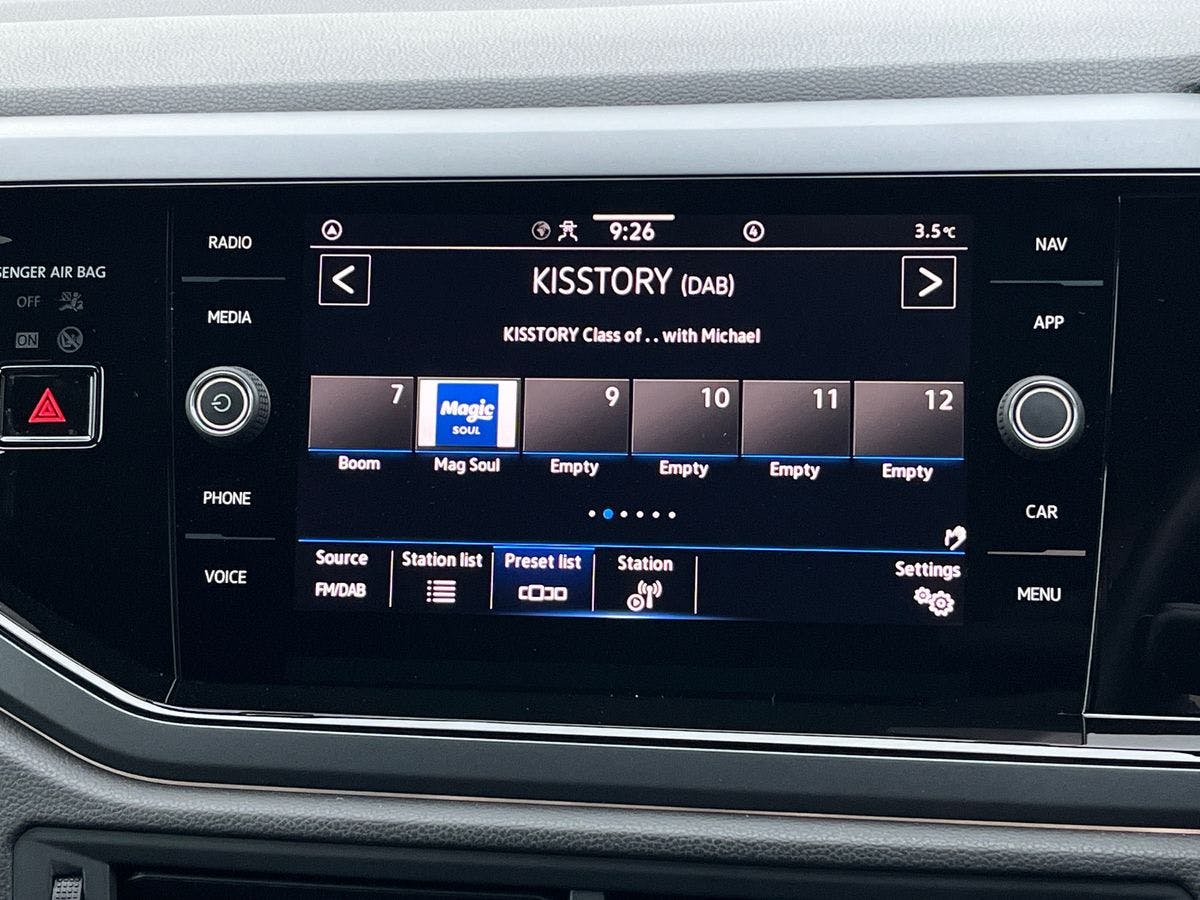 SENGER AIR BAG
OFF
ON
RADIO
MEDIA
PHONE
VOICE
9:26
4
3.5°C
<
KISSTORY (DAB)
>
KISSTORY Class of . . with Michael
7
Magic
SOUL
9
10
11
12
Boom
Mag Soul
Empty
Empty
Empty
Empty
Source
FM/DAB
Station list
Preset list
Station
Settings
NAV
APP
CAR
MENU